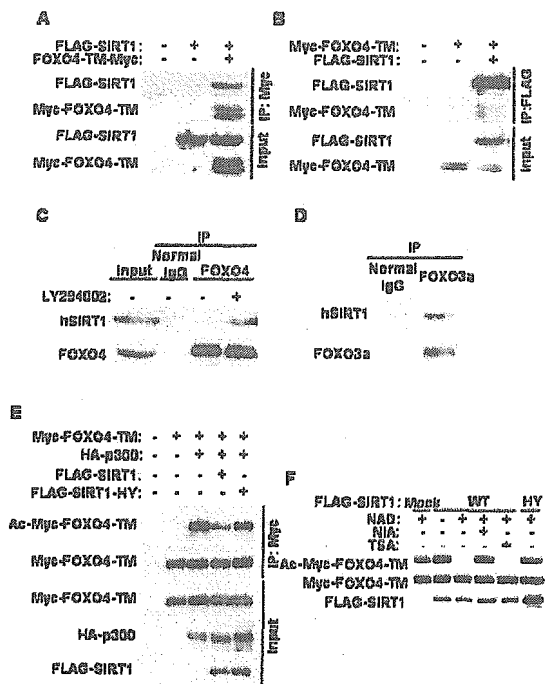 A
FLAG-SIRT1: - + +
FOXO4-TM-Myc: - - +
FLAG-SIRT1
Myc-FOXO4-TM
FLAG-SIRT1
Myc-FOXO4-TM
IP: Myc
Input
B
Myc-FOXO4-TM: - + +
FLAG-SIRT1: - - +
FLAG-SIRT1
Myc-FOXO4-TM
FLAG-SIRT1
Myc-FOXO4-TM
IP:FLAG
Input
C
IP
Input
Normal
IgG
FOXO4
LY294002: - - - +
hSIRT1
FOXO4
D
IP
Normal
IgG
FOXO3a
hSIRT1
FOXO3a
E
Myc-FOXO4-TM: - + + + +
HA-p300: - - + + +
FLAG-SIRT1: - - - + -
FLAG-SIRT1-HY: - - - - +
Ac-Myc-FOXO4-TM
Myc-FOXO4-TM
Myc-FOXO4-TM
HA-p300
FLAG-SIRT1
IP: Myc
Input
F
FLAG-SIRT1: Mock WT HY
NAD: + - + + + +
NIA: - - - + - -
TSA: - - - - + -
Ac-Myc-FOXO4-TM
Myc-FOXO4-TM
FLAG-SIRT1